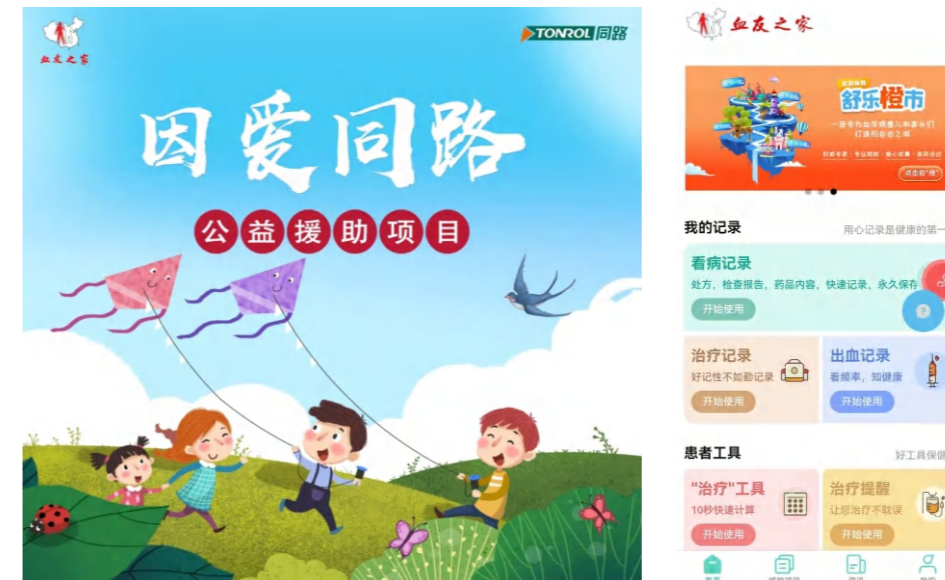 血友之家
TONROL 同路
因爱同路
公益援助项目
血友之家
舒乐橙市
我的记录
用心记录是健康的第一
看病记录
处方，检查报告，药品内容，快速记录、永久保存
开始使用
治疗记录
好记性不如勤记录
开始使用
出血记录
看频率，知健康
开始使用
患者工具
好工具保健
"治疗"工具
10秒快速计算
开始使用
治疗提醒
让您治疗不耽误
开始使用